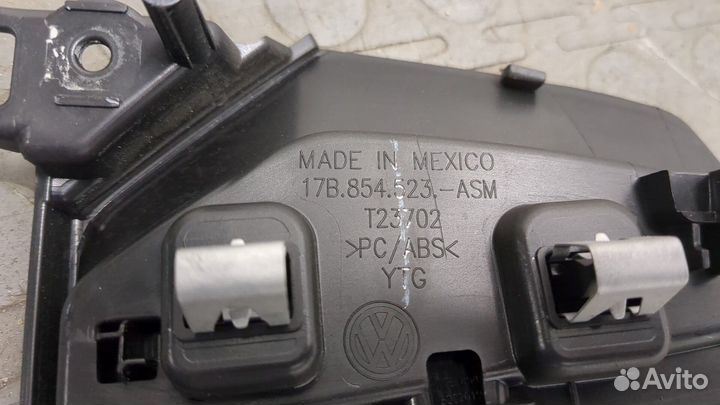 MADE IN MEXICO
17B.854.523.-ASM
T23702
>PC/ABS<
YTG
Avito